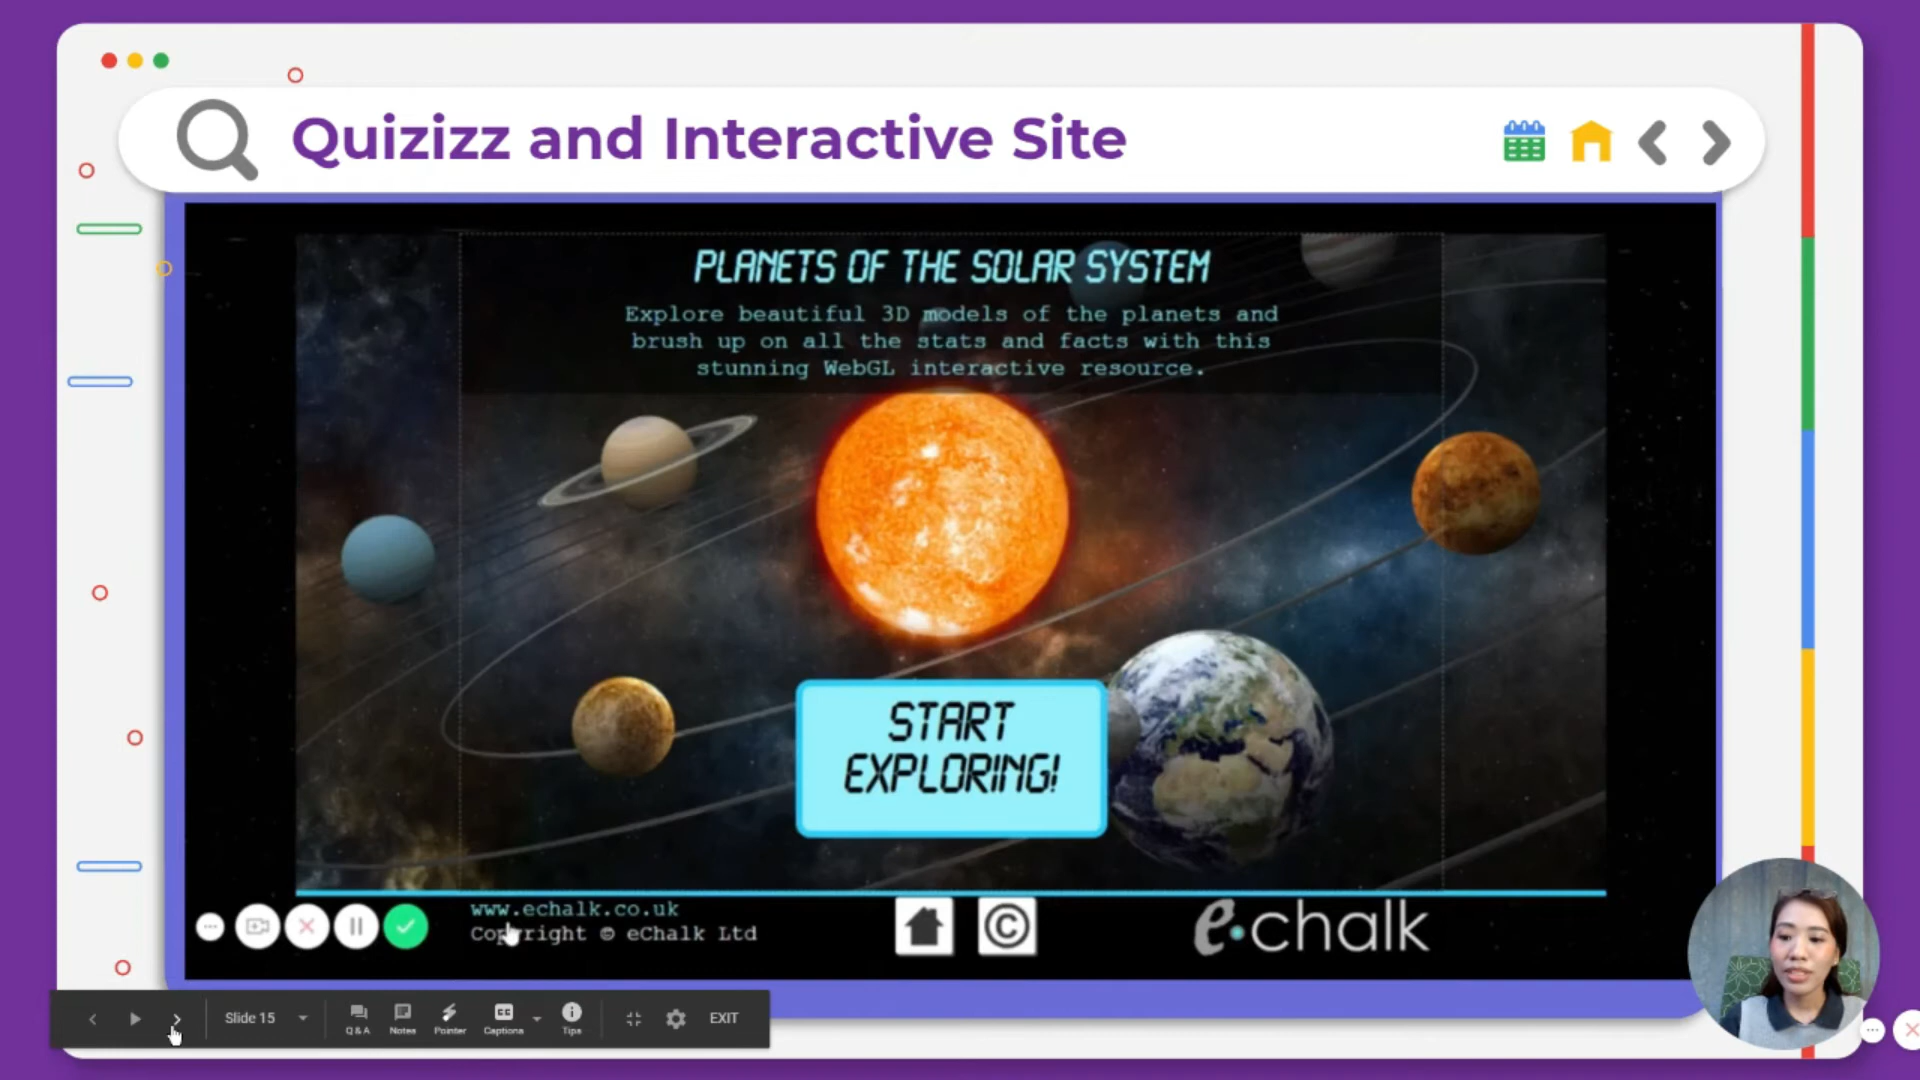 Quizizz and Interactive Site
PLANETS OF THE SOLAR SYSTEM
Explore beautiful 3D models of the planets and
brush up on all the stats and facts with this
stunning WebGL interactive resource.
START
EXPLORING!
www.echalk.co.uk
Copyright © eChalk Ltd
©
e•chalk
Slide 15
Q & A
Notes
Pointer
CC
Captions
Tips
EXIT